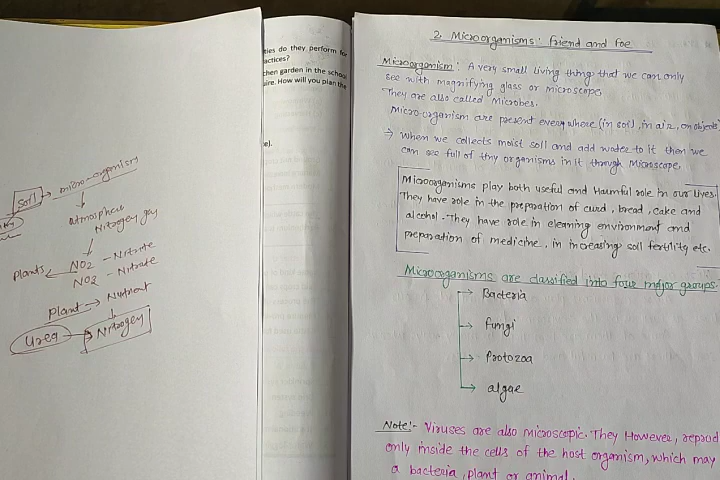 Soil → micro-organism
Atmosphere
Nitrogen gas
Plants ← NO2 - Nitrite
NO3 - Nitrate
Plant → Nutrient
Urea → Nitrogen
ties do they perform for
actices?
chen garden in the school
ire. How will you plan the
e).
2. Microorganisms: friend and foe
Microorganism: A very small living things that we can only
see with magnifying glass or microscope.
They are also called Microbes.
Micro-organism are present everywhere (in soil, in air, on objects
→ When we collects moist soil and add water to it then we
can see full of tiny organisms in it through Microscope.
Microorganisms play both useful and Harmful role in our lives.
They have role in the preparation of curd, bread, cake and
alcohol. They have role in cleaning environment and
preparation of medicine, in increasing soil fertility etc.
Microorganisms are classified into four major groups.
→ Bacteria
→ fungi
→ Protozoa
→ algae
Note!- Viruses are also microscopic. They However, reprod
only inside the cells of the host organism, which may
a bacteria, plant or animal.